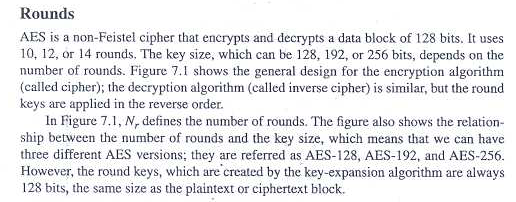 Rounds
AES is a non-Feistel cipher that encrypts and decrypts a data block of 128 bits. It uses
10, 12, or 14 rounds. The key size, which can be 128, 192, or 256 bits, depends on the
number of rounds. Figure 7.1 shows the general design for the encryption algorithm
(called cipher); the decryption algorithm (called inverse cipher) is similar, but the round
keys are applied in the reverse order.
In Figure 7.1, Nr defines the number of rounds. The figure also shows the relation-
ship between the number of rounds and the key size, which means that we can have
three different AES versions; they are referred as AES-128, AES-192, and AES-256.
However, the round keys, which are created by the key-expansion algorithm are always
128 bits, the same size as the plaintext or ciphertext block.